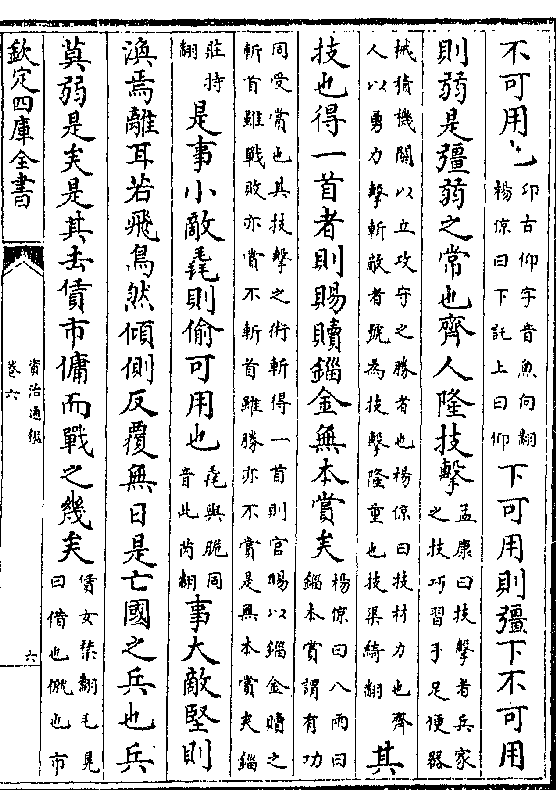 不可用也卬古仰字音魚向翻楊倞曰下託上曰仰下可用則彊下不可用
則弱是彊弱之常也齊人隆技擊孟康曰技擊者兵家之技巧習手足便器
械積機關以立攻守之勝者也楊倞曰技材力也齊人以勇力擊斬敵者號為技擊隆重也技渠綺翻其
技也得一首者則賜贖錙金無本賞矣楊倞曰八兩曰錙本賞謂有功
同受賞也其技擊之術斬得一首則官賜以錙金贖之斬首雖戰敗亦賞不斬首雖勝亦不賞是無本賞矣錙
莊持翻是事小敵毳則偷可用也毳與脆同音此芮翻事大敵堅則
渙焉離耳若飛鳥然傾側反覆無日是亡國之兵也兵
莫弱是矣是其去賃市傭而戰之幾矣賃女禁翻毛晃曰借也僦也市
欽定四庫全書
資治通鑑
卷六
六